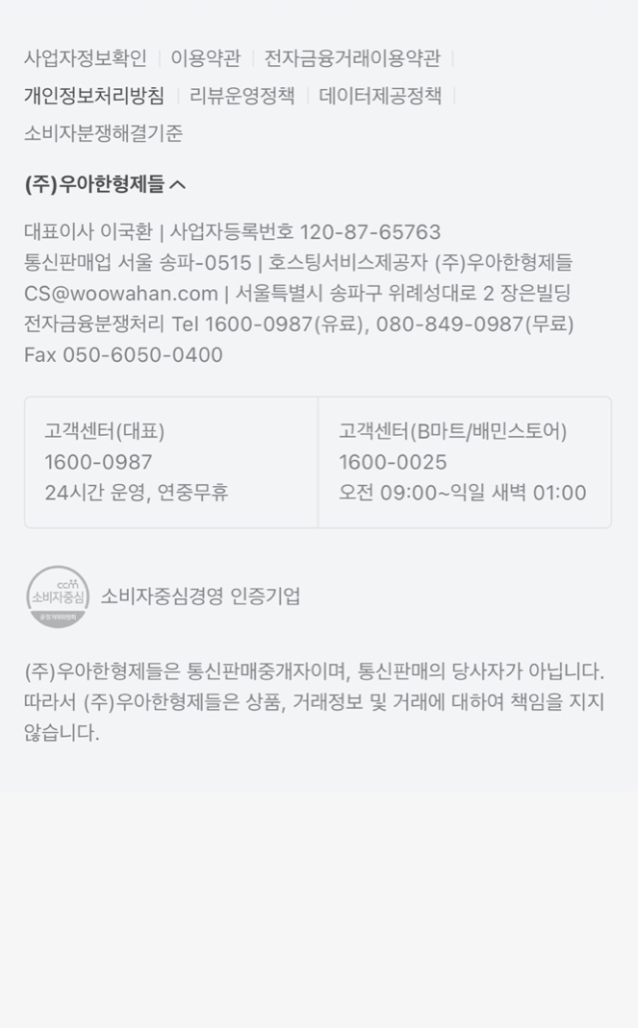 사업자정보확인 | 이용약관 | 전자금융거래이용약관 |
개인정보처리방침 | 리뷰운영정책 | 데이터제공정책 |
소비자분쟁해결기준
(주)우아한형제들
대표이사 이국환 | 사업자등록번호 120-87-65763
통신판매업 서울 송파-0515 | 호스팅서비스제공자 (주)우아한형제들
CS@woowahan.com | 서울특별시 송파구 위례성대로 2 장은빌딩
전자금융분쟁처리 Tel 1600-0987(유료), 080-849-0987(무료)
Fax 050-6050-0400
고객센터(대표)
1600-0987
24시간 운영, 연중무휴
고객센터(B마트/배민스토어)
1600-0025
오전 09:00~익일 새벽 01:00
ccm
소비자중심
공정거래위원회
소비자중심경영 인증기업
(주)우아한형제들은 통신판매중개자이며, 통신판매의 당사자가 아닙니다.
따라서 (주)우아한형제들은 상품, 거래정보 및 거래에 대하여 책임을 지지
않습니다.